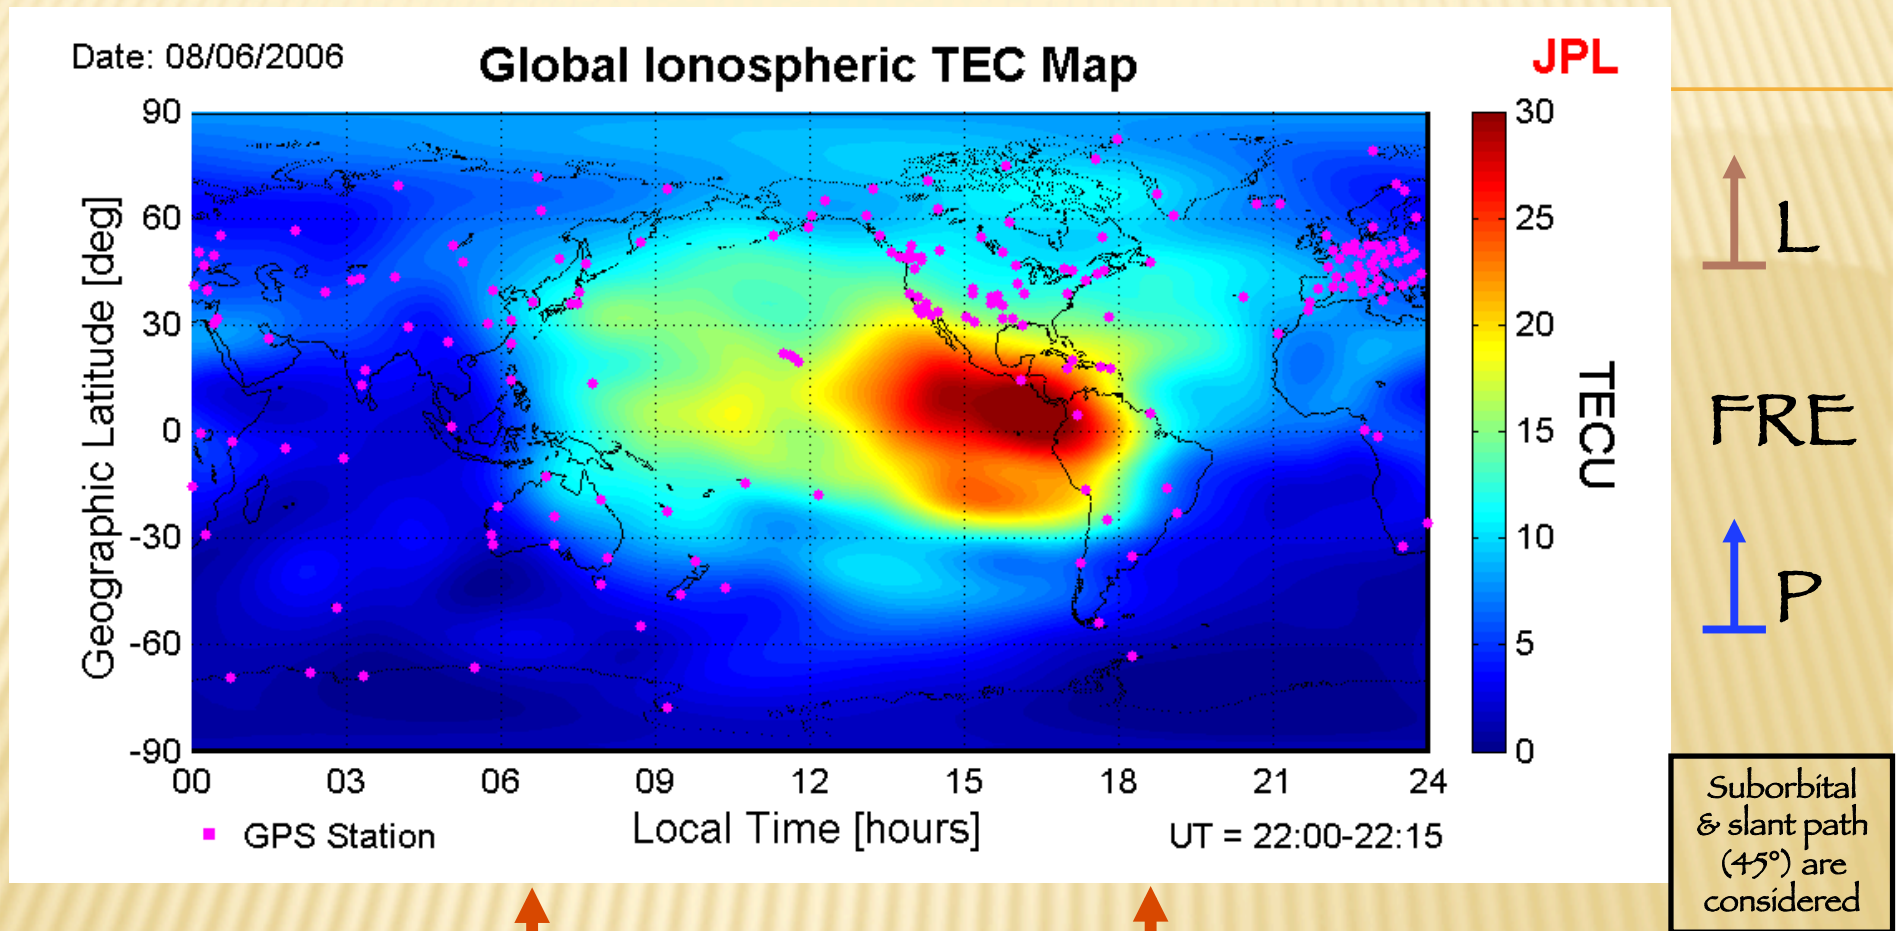 Date: 08/06/2006
Global Ionospheric TEC Map
JPL
Geographic Latitude [deg]
90
60
30
0
-30
-60
-90
00 03 06 09 12 15 18 21 24
Local Time [hours]
GPS Station
UT = 22:00-22:15
30
25
20
15
10
5
0
TECU
L
FRE
P
Suborbital
& slant path
(45°) are
considered